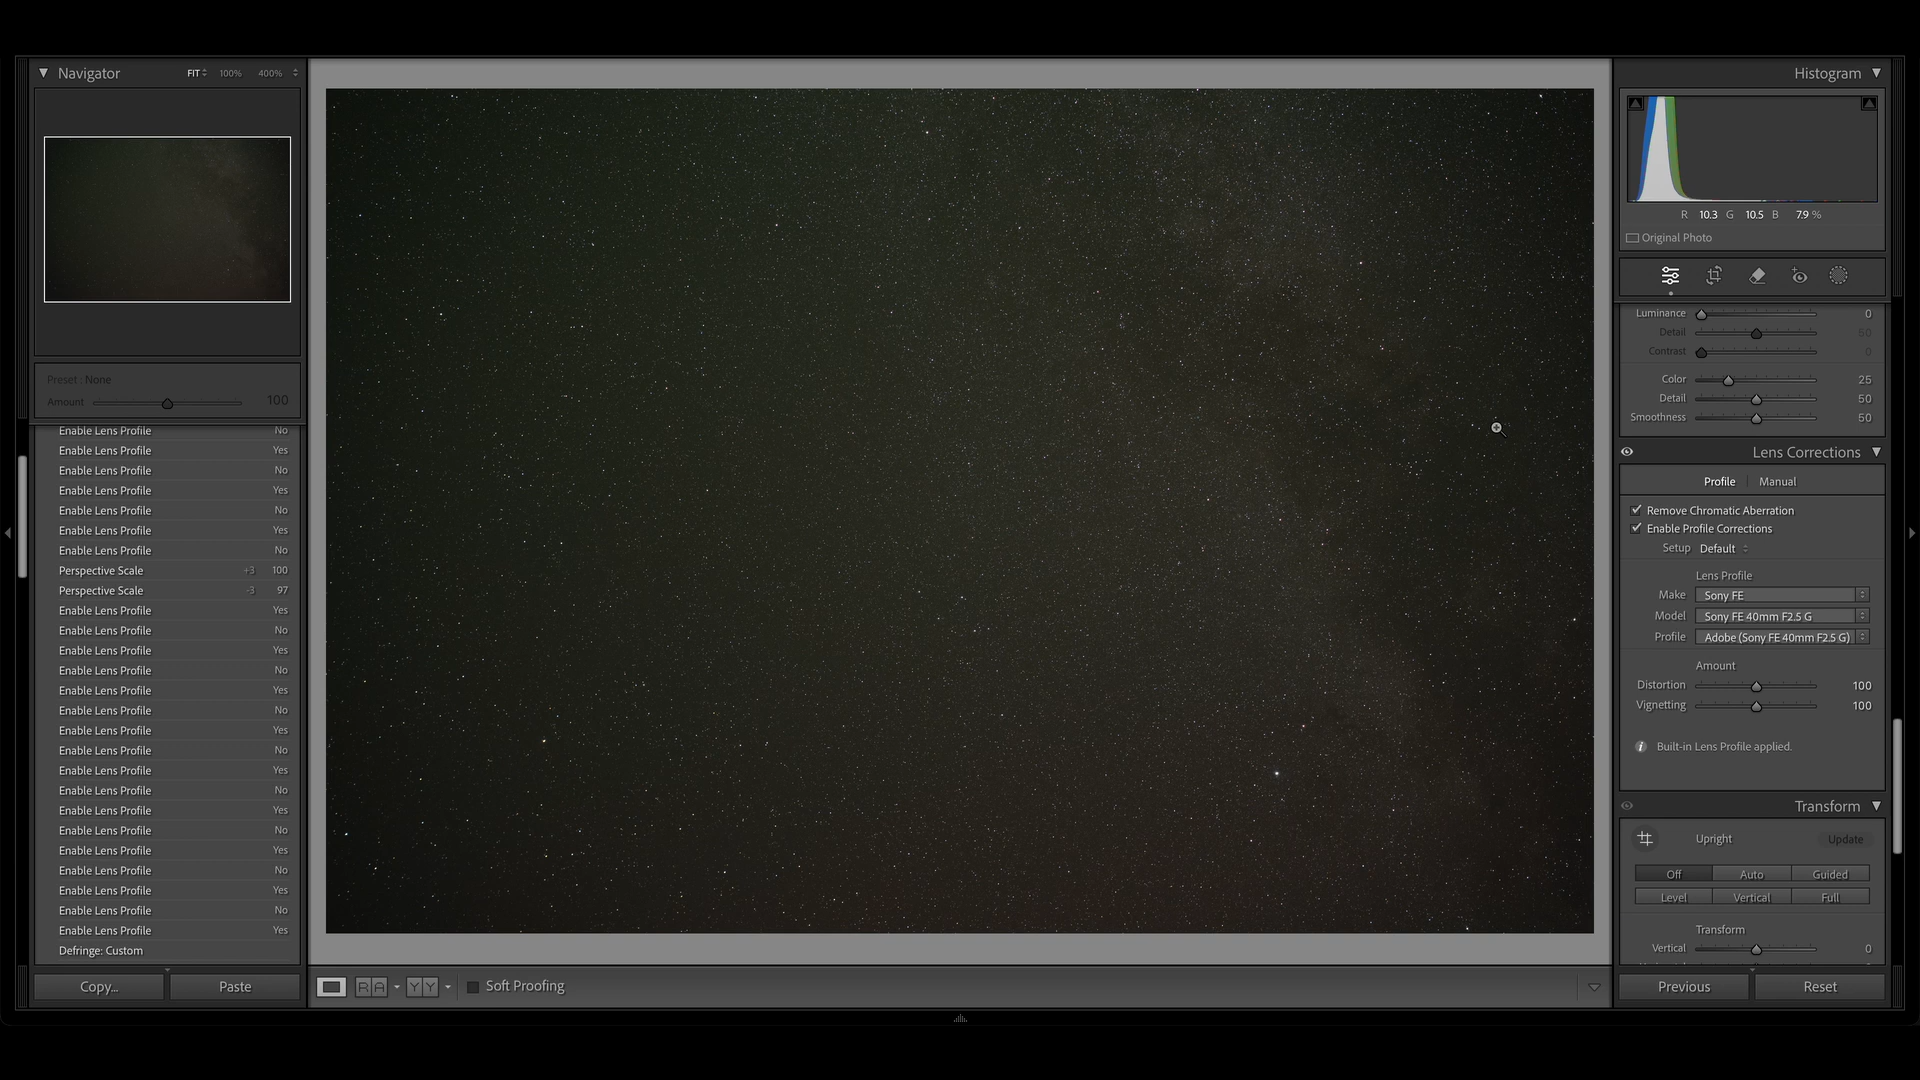 Navigator FIT 100% 400%
Preset : None
Amount 100
Enable Lens Profile No
Enable Lens Profile Yes
Enable Lens Profile No
Enable Lens Profile Yes
Enable Lens Profile No
Enable Lens Profile Yes
Enable Lens Profile No
Perspective Scale +3 100
Perspective Scale -3 97
Enable Lens Profile Yes
Enable Lens Profile No
Enable Lens Profile Yes
Enable Lens Profile No
Enable Lens Profile Yes
Enable Lens Profile No
Enable Lens Profile Yes
Enable Lens Profile No
Enable Lens Profile Yes
Enable Lens Profile No
Enable Lens Profile Yes
Enable Lens Profile No
Enable Lens Profile Yes
Enable Lens Profile No
Enable Lens Profile Yes
Enable Lens Profile No
Enable Lens Profile Yes
Defringe: Custom
Copy... Paste
R A Y Y Soft Proofing
Histogram
R 10.3 G 10.5 B 7.9 %
Original Photo
Luminance 0
Detail 50
Contrast 0
Color 25
Detail 50
Smoothness 50
Lens Corrections
Profile Manual
Remove Chromatic Aberration
Enable Profile Corrections
Setup Default
Lens Profile
Make Sony FE
Model Sony FE 40mm F2.5 G
Profile Adobe (Sony FE 40mm F2.5 G)
Amount
Distortion 100
Vignetting 100
Built-in Lens Profile applied.
Transform
Upright Update
Off Auto Guided
Level Vertical Full
Transform
Vertical 0
Previous Reset